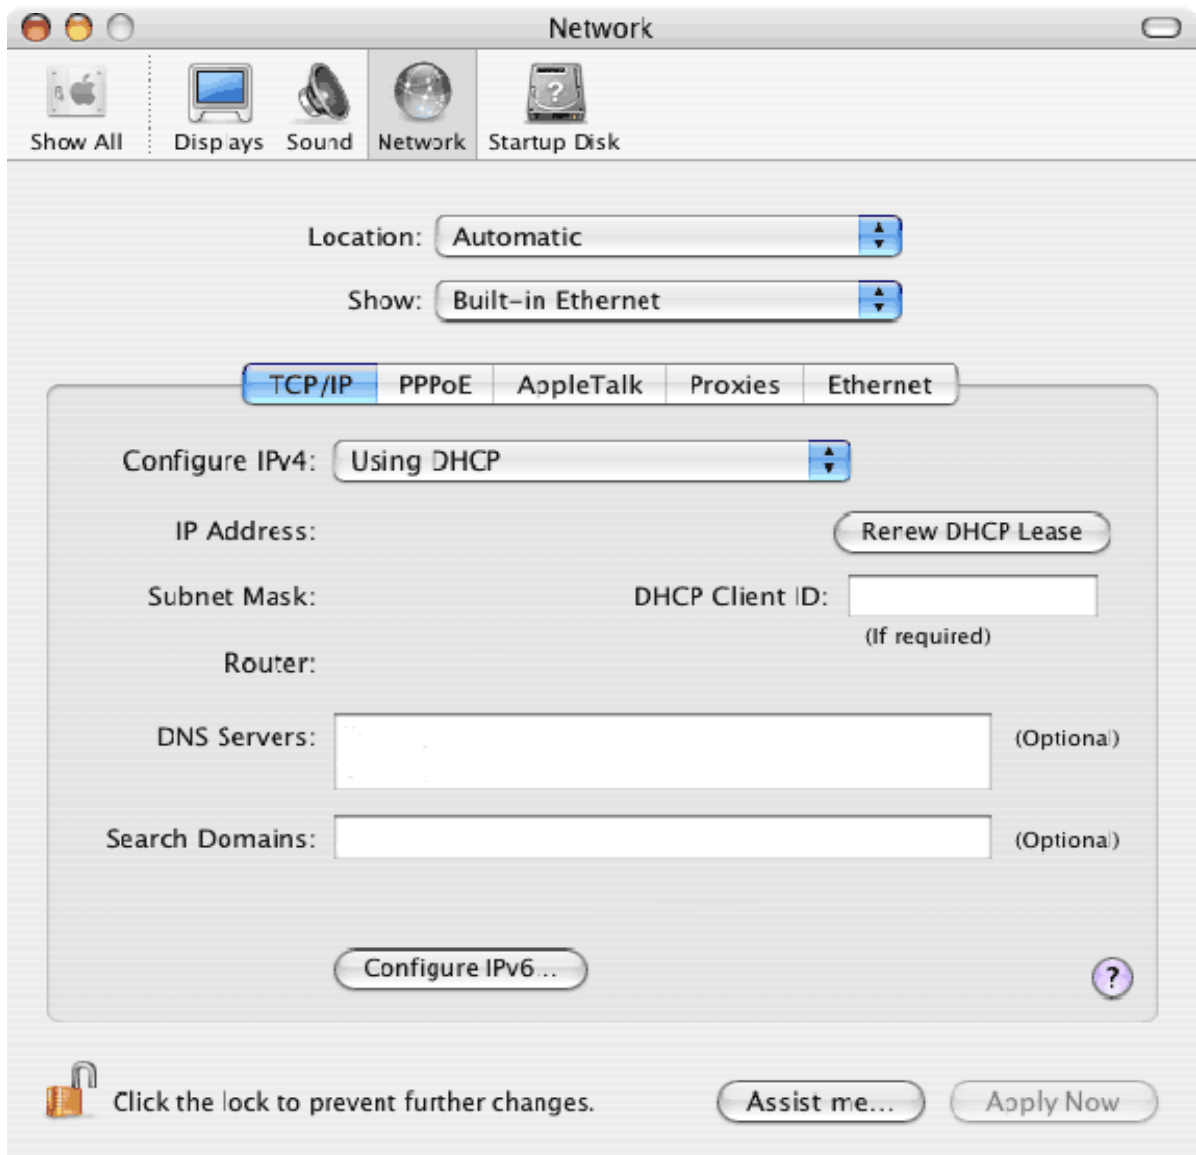 Network
Show All Displays Sound Network Startup Disk
Location: Automatic
Show: Built-in Ethernet
TCP/IP PPPoE AppleTalk Proxies Ethernet
Configure IPv4: Using DHCP
IP Address: Renew DHCP Lease
Subnet Mask: DHCP Client ID:
(If required)
Router:
DNS Servers: (Optional)
Search Domains: (Optional)
Configure IPv6...
?
Click the lock to prevent further changes. Assist me... Apply Now